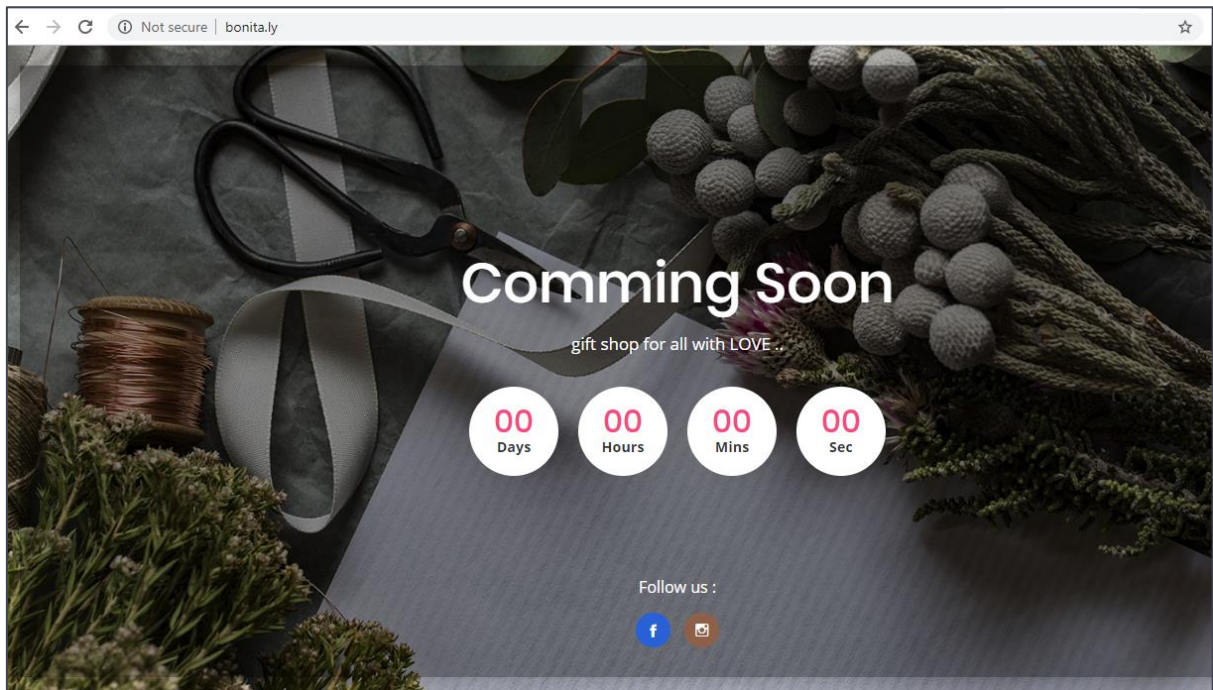 Not secure | bonita.ly
Comming Soon
gift shop for all with LOVE ..
00 00 00 00
Days Hours Mins Sec
Follow us :
f